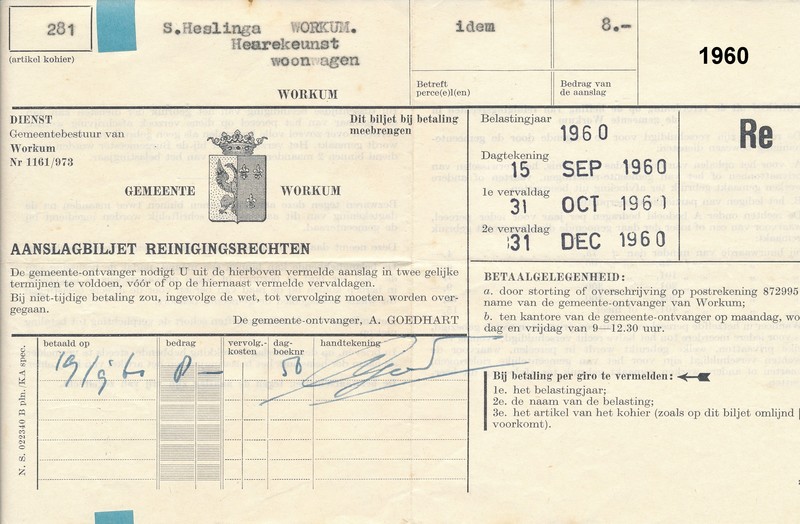 281
(artikel kohier)
S.Heslinga WORKUM.
Hearekeunst
woonwagen
WORKUM
idem
Betreft
perce(e)l(en)
8.-
Bedrag van
de aanslag
1960
DIENST
Gemeentebestuur van
Workum
Nr 1161/973
Dit biljet bij betaling
meebrengen
GEMEENTE WORKUM
AANSLAGBILJET REINIGINGSRECHTEN
De gemeente-ontvanger nodigt U uit de hierboven vermelde aanslag in twee gelijke
termijnen te voldoen, vóór of op de hiernaast vermelde vervaldagen.
Bij niet-tijdige betaling zou, ingevolge de wet, tot vervolging moeten worden over-
gegaan.
De gemeente-ontvanger, A. GOEDHART
Belastingjaar
1960
Dagtekening
15 SEP 1960
1e vervaldag
31 OCT 1960
2e vervaldag
31 DEC 1960
Re
BETAALGELEGENHEID:
a. door storting of overschrijving op postrekening 872995
name van de gemeente-ontvanger van Workum;
b. ten kantore van de gemeente-ontvanger op maandag, wo
dag en vrijdag van 9—12.30 uur.
N. S. 022340 B pln./KA spec.
betaald op bedrag vervolg.-
kosten dag-
boeknr handtekening
19/9 60 8 — 50
Bij betaling per giro te vermelden:
1e. het belastingjaar;
2e. de naam van de belasting;
3e. het artikel van het kohier (zoals op dit biljet omlijnd
voorkomt).